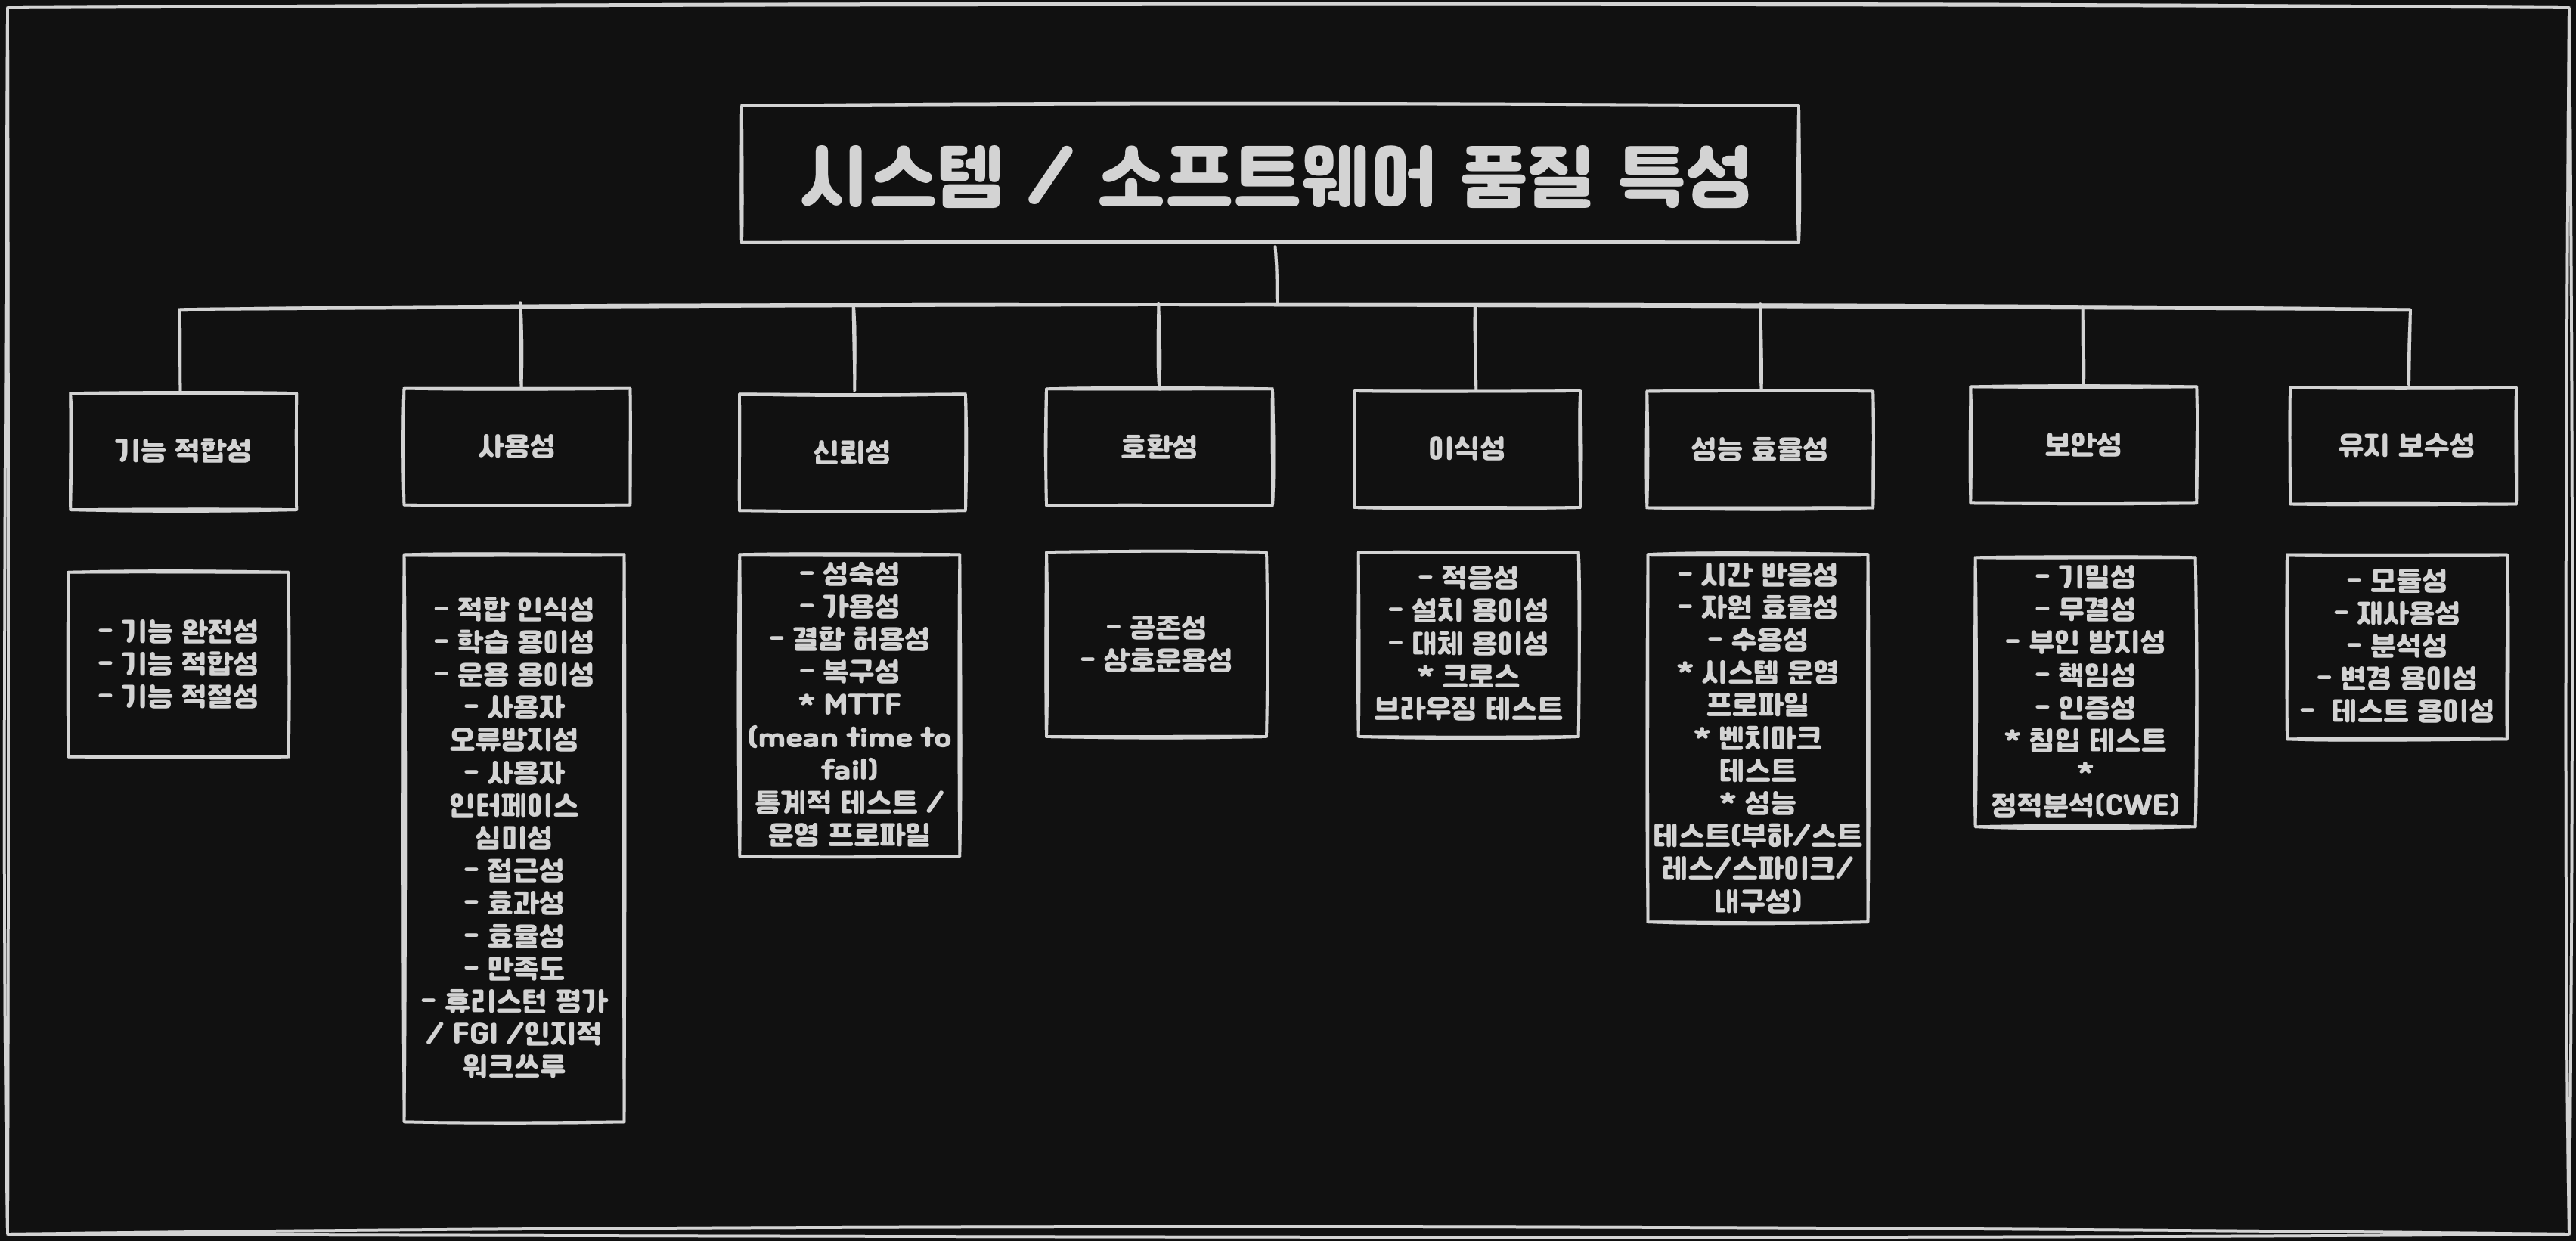 시스템 / 소프트웨어 품질 특성
기능 적합성
사용성
신뢰성
호환성
이식성
성능 효율성
보안성
유지 보수성
- 기능 완전성
- 기능 적합성
- 기능 적절성
- 적합 인식성
- 학습 용이성
- 운용 용이성
- 사용자
오류방지성
- 사용자
인터페이스
심미성
- 접근성
- 효과성
- 효율성
- 만족도
- 휴리스턴 평가
/ FGI /인지적
워크쓰루
- 성숙성
- 가용성
- 결함 허용성
- 복구성
* MTTF
(mean time to
fail)
통계적 테스트 /
운영 프로파일
- 공존성
- 상호운용성
- 적응성
- 설치 용이성
- 대체 용이성
* 크로스
브라우징 테스트
- 시간 반응성
- 자원 효율성
- 수용성
* 시스템 운영
프로파일
* 벤치마크
테스트
* 성능
테스트(부하/스트
레스/스파이크/
내구성)
- 기밀성
- 무결성
- 부인 방지성
- 책임성
- 인증성
* 침입 테스트
*
정적분석(CWE)
- 모듈성
- 재사용성
- 분석성
- 변경 용이성
- 테스트 용이성